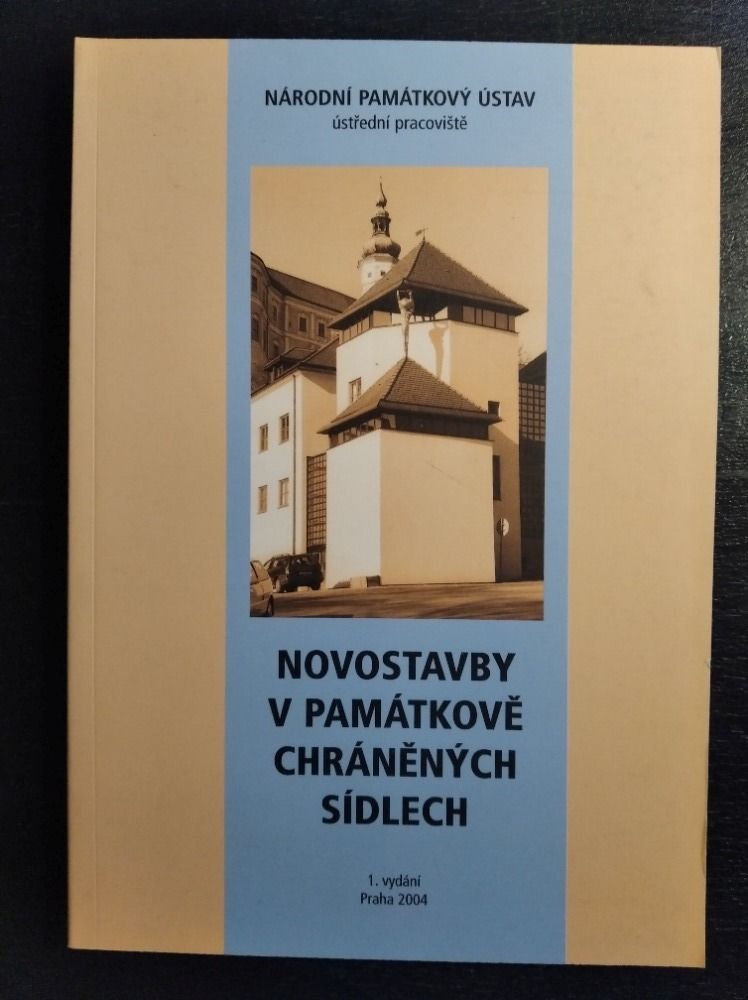 NÁRODNÍ PAMÁTKOVÝ ÚSTAV
ústřední pracoviště
NOVOSTAVBY
V PAMÁTKOVĚ
CHRÁNĚNÝCH
SÍDLECH
1. vydání
Praha 2004